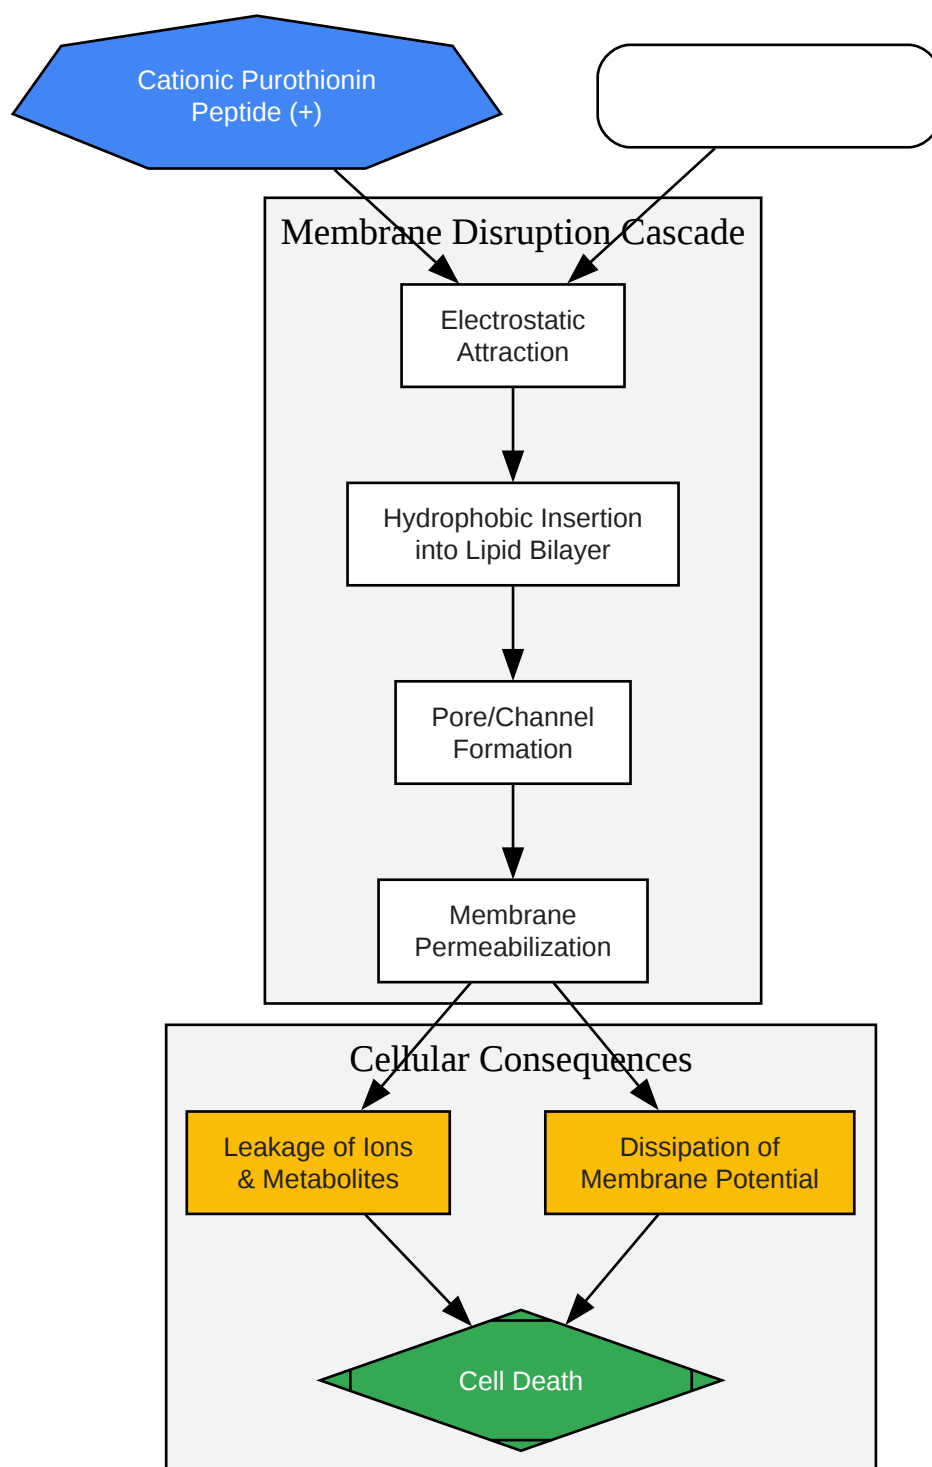 Cationic Purothionin
Peptide (+)
Membrane Disruption Cascade
Electrostatic
Attraction
Hydrophobic Insertion
into Lipid Bilayer
Pore/Channel
Formation
Membrane
Permeabilization
Cellular Consequences
Leakage of Ions
& Metabolites
Dissipation of
Membrane Potential
Cell Death